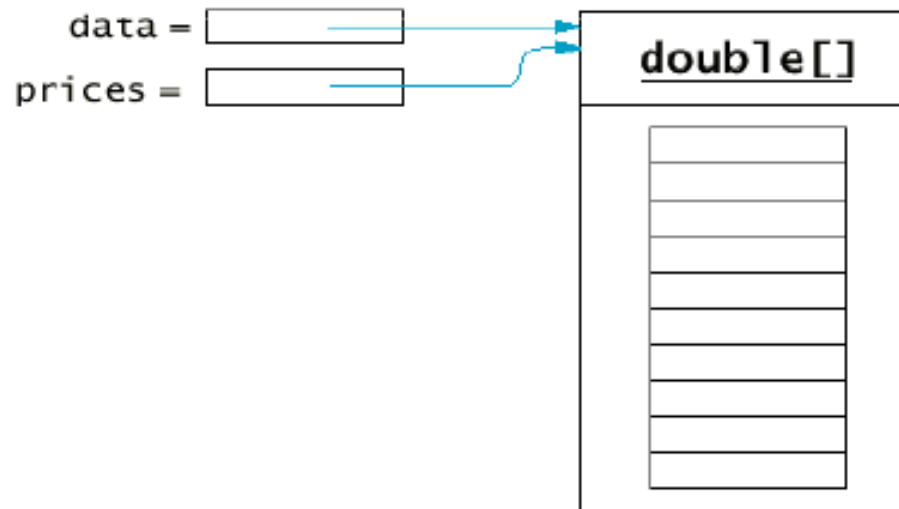 data =
prices =
double[]